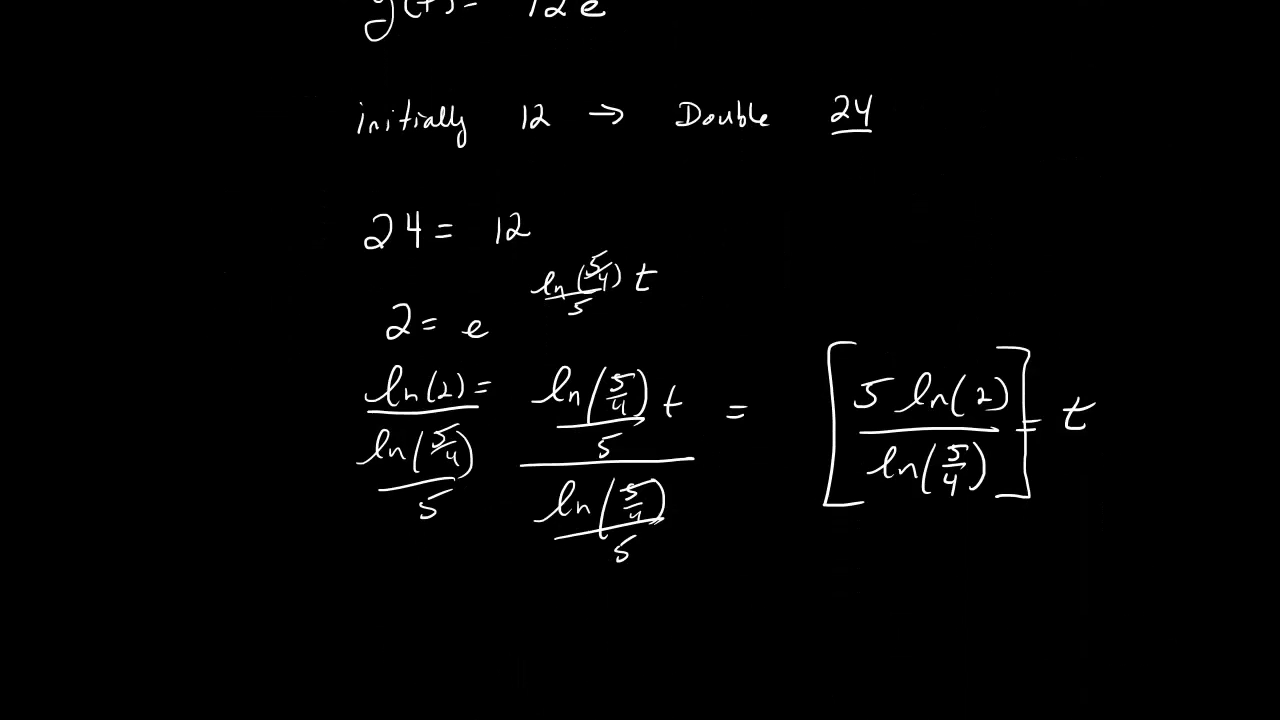 y(t) = 12 e
initially 12 → Double 24
24 = 12
2 = e^(ln(5/4)/5 t)
ln(2) / (ln(5/4)/5) = (ln(5/4)/5 t) / (ln(5/4)/5) = [5 ln(2) / ln(5/4)] = t